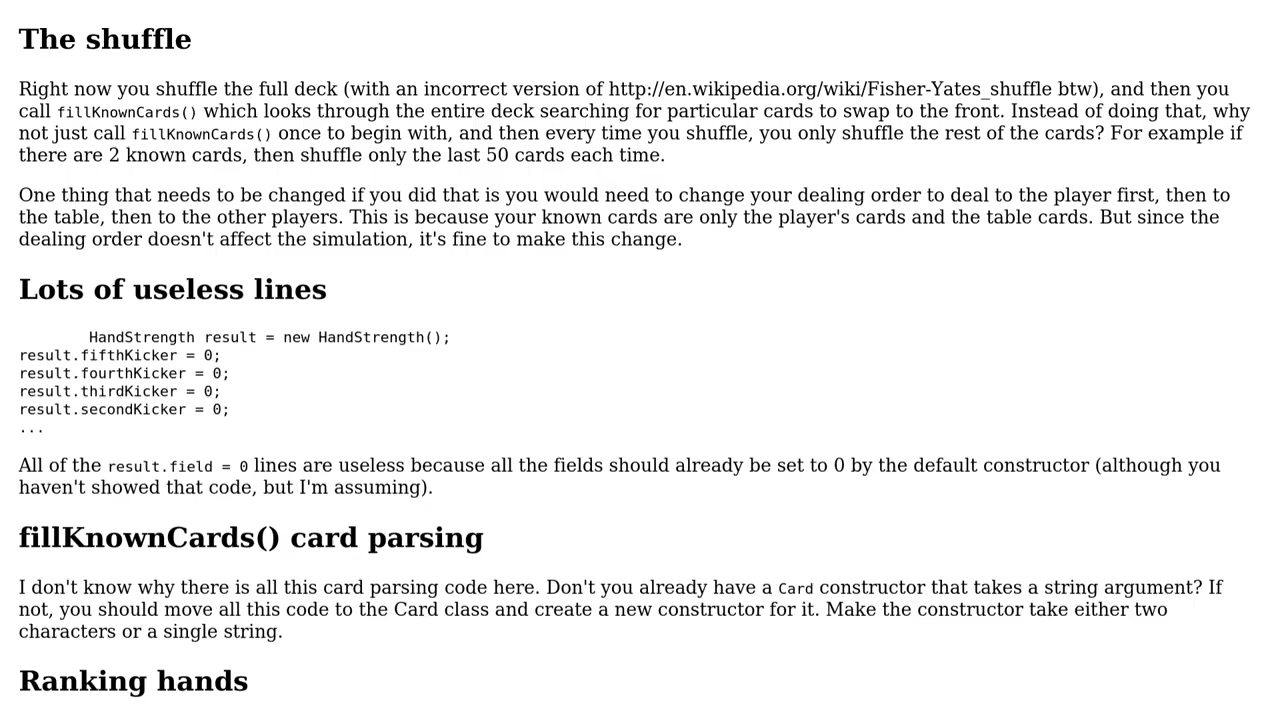 The shuffle
Right now you shuffle the full deck (with an incorrect version of http://en.wikipedia.org/wiki/Fisher-Yates_shuffle btw), and then you
call fillKnownCards() which looks through the entire deck searching for particular cards to swap to the front. Instead of doing that, why
not just call fillKnownCards() once to begin with, and then every time you shuffle, you only shuffle the rest of the cards? For example if
there are 2 known cards, then shuffle only the last 50 cards each time.
One thing that needs to be changed if you did that is you would need to change your dealing order to deal to the player first, then to
the table, then to the other players. This is because your known cards are only the player's cards and the table cards. But since the
dealing order doesn't affect the simulation, it's fine to make this change.
Lots of useless lines
HandStrength result = new HandStrength();
result.fifthKicker = 0;
result.fourthKicker = 0;
result.thirdKicker = 0;
result.secondKicker = 0;
...
All of the result.field = 0 lines are useless because all the fields should already be set to 0 by the default constructor (although you
haven't showed that code, but I'm assuming).
fillKnownCards() card parsing
I don't know why there is all this card parsing code here. Don't you already have a Card constructor that takes a string argument? If
not, you should move all this code to the Card class and create a new constructor for it. Make the constructor take either two
characters or a single string.
Ranking hands